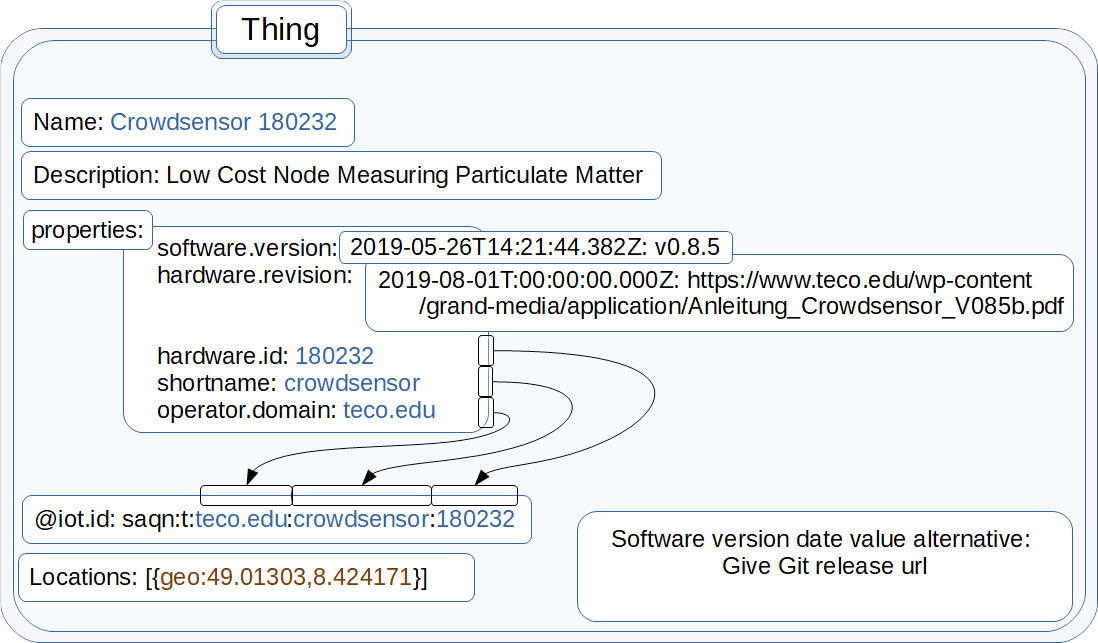 Thing
Name: Crowdsensor 180232
Description: Low Cost Node Measuring Particulate Matter
properties:
software.version: 2019-05-26T14:21:44.382Z: v0.8.5
hardware.revision: 2019-08-01T:00:00:00.000Z: https://www.teco.edu/wp-content
/grand-media/application/Anleitung_Crowdsensor_V085b.pdf
hardware.id: 180232
shortname: crowdsensor
operator.domain: teco.edu
@iot.id: saqn:t:teco.edu:crowdsensor:180232
Locations: [{geo:49.01303,8.424171}]
Software version date value alternative:
Give Git release url